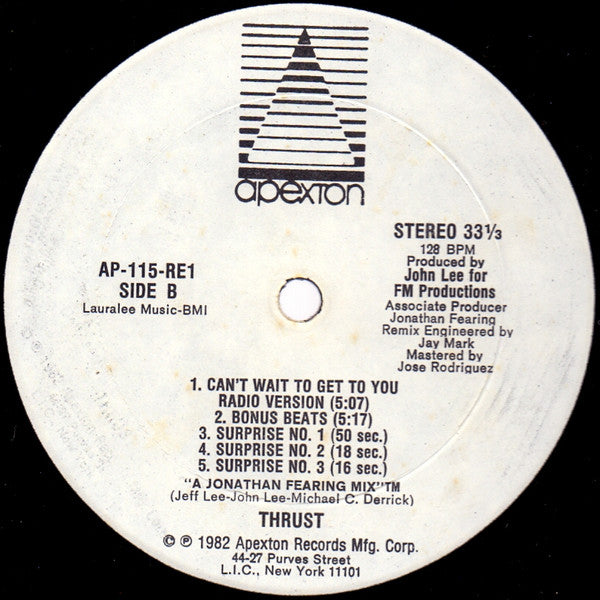 apexton
STEREO 33⅓
128 BPM
Produced by
John Lee for
FM Productions
Associate Producer
Jonathan Fearing
Remix Engineered by
Jay Mark
Mastered by
Jose Rodriguez
AP-115-RE1
SIDE B
Lauralee Music-BMI
1. CAN'T WAIT TO GET TO YOU
RADIO VERSION (5:07)
2. BONUS BEATS (5:17)
3. SURPRISE NO. 1 (50 sec.)
4. SURPRISE NO. 2 (18 sec.)
5. SURPRISE NO. 3 (16 sec.)
"A JONATHAN FEARING MIX"TM
(Jeff Lee-John Lee-Michael C. Derrick)
THRUST
© ℗ 1982 Apexton Records Mfg. Corp.
44-27 Purves Street
L.I.C., New York 11101